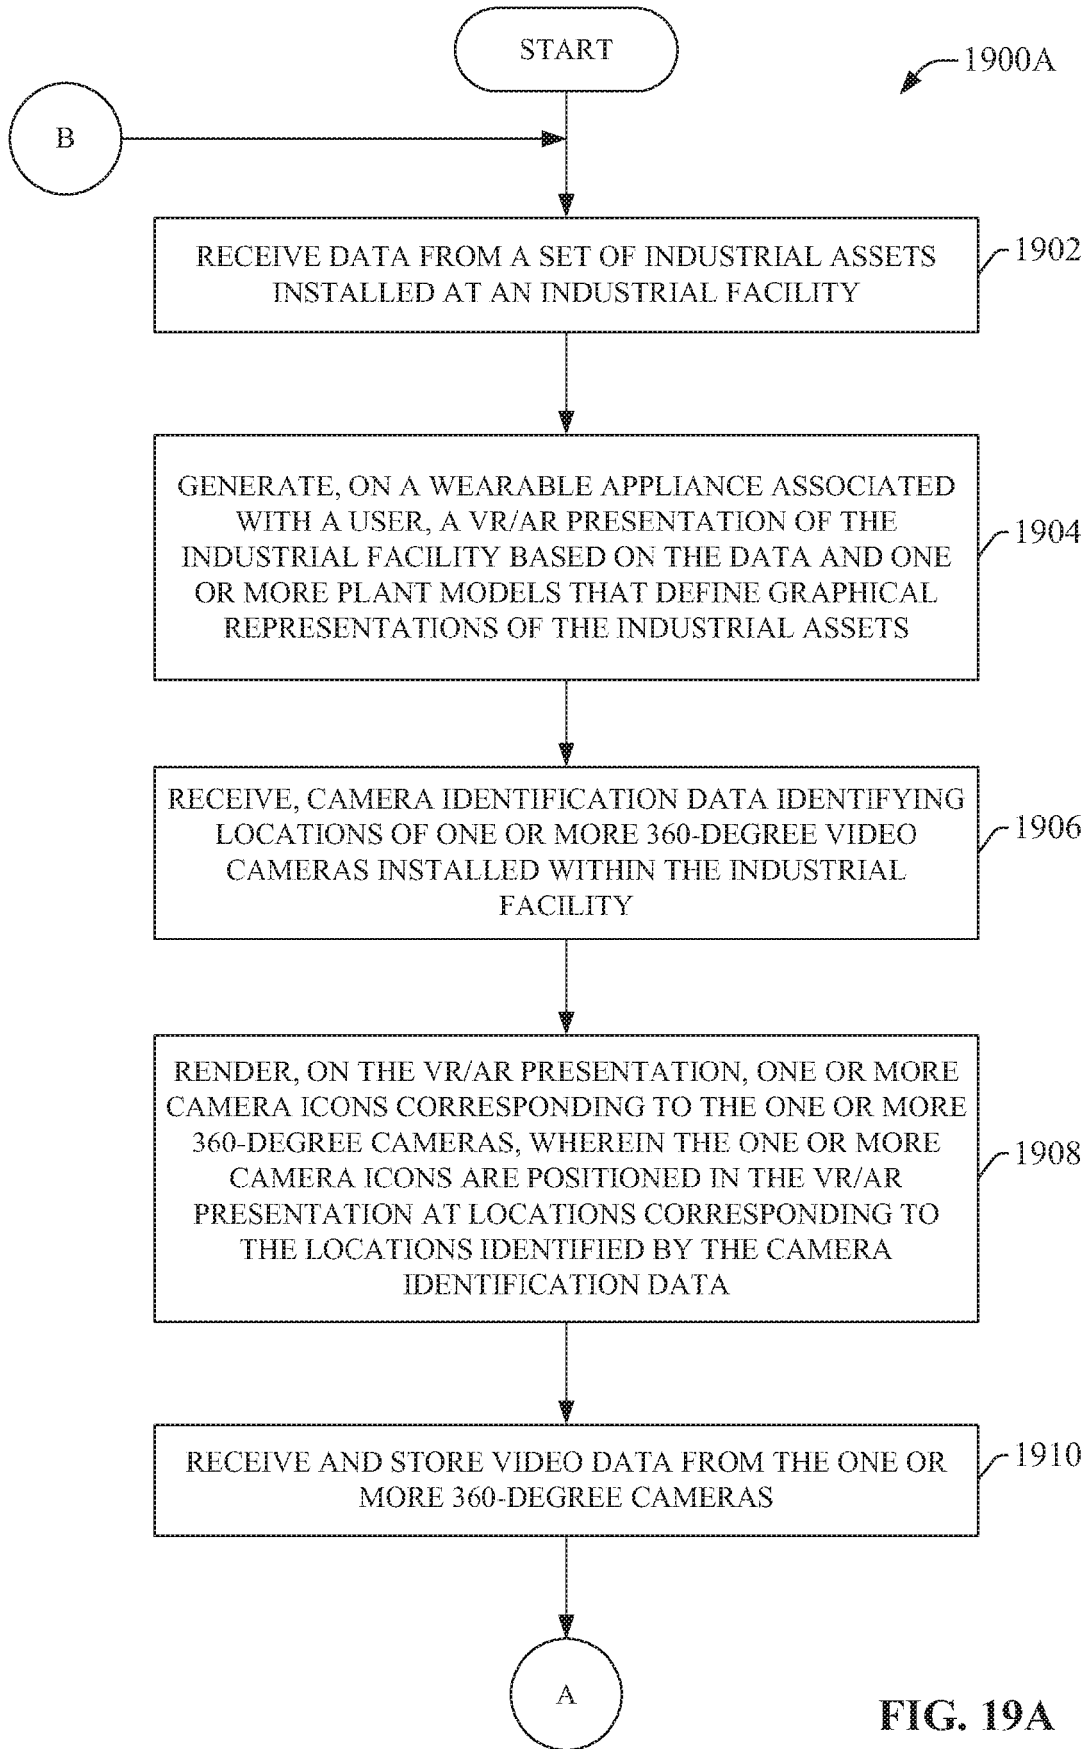 START
1900A
B
RECEIVE DATA FROM A SET OF INDUSTRIAL ASSETS
INSTALLED AT AN INDUSTRIAL FACILITY
1902
GENERATE, ON A WEARABLE APPLIANCE ASSOCIATED
WITH A USER, A VR/AR PRESENTATION OF THE
INDUSTRIAL FACILITY BASED ON THE DATA AND ONE
OR MORE PLANT MODELS THAT DEFINE GRAPHICAL
REPRESENTATIONS OF THE INDUSTRIAL ASSETS
1904
RECEIVE, CAMERA IDENTIFICATION DATA IDENTIFYING
LOCATIONS OF ONE OR MORE 360-DEGREE VIDEO
CAMERAS INSTALLED WITHIN THE INDUSTRIAL
FACILITY
1906
RENDER, ON THE VR/AR PRESENTATION, ONE OR MORE
CAMERA ICONS CORRESPONDING TO THE ONE OR MORE
360-DEGREE CAMERAS, WHEREIN THE ONE OR MORE
CAMERA ICONS ARE POSITIONED IN THE VR/AR
PRESENTATION AT LOCATIONS CORRESPONDING TO
THE LOCATIONS IDENTIFIED BY THE CAMERA
IDENTIFICATION DATA
1908
RECEIVE AND STORE VIDEO DATA FROM THE ONE OR
MORE 360-DEGREE CAMERAS
1910
A
FIG. 19A